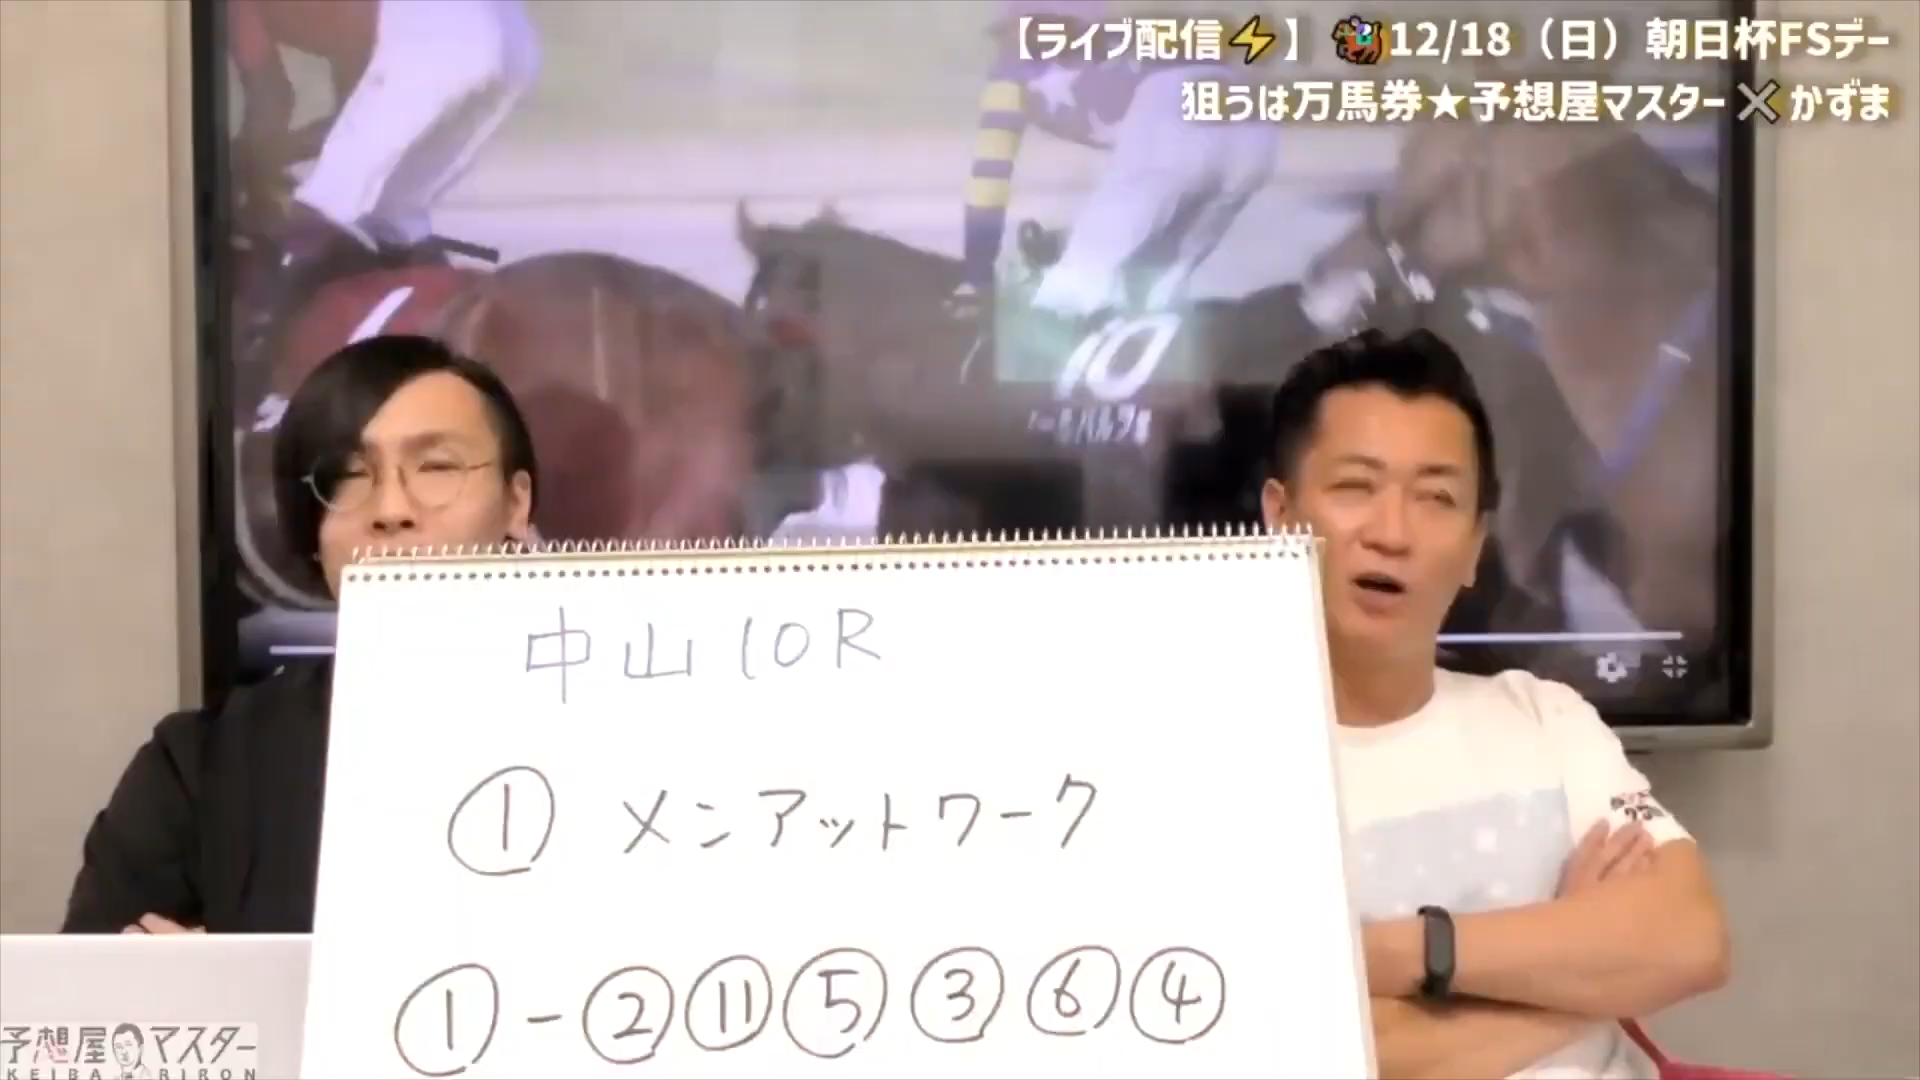 【ライブ配信⚡】🏇12/18（日）朝日杯FSデー
狙うは万馬券★予想屋マスター✖かずま
10
中山10R
① メンアットワーク
①-②⑪⑤③⑥④
予想屋マスター
KEIBA RIRON